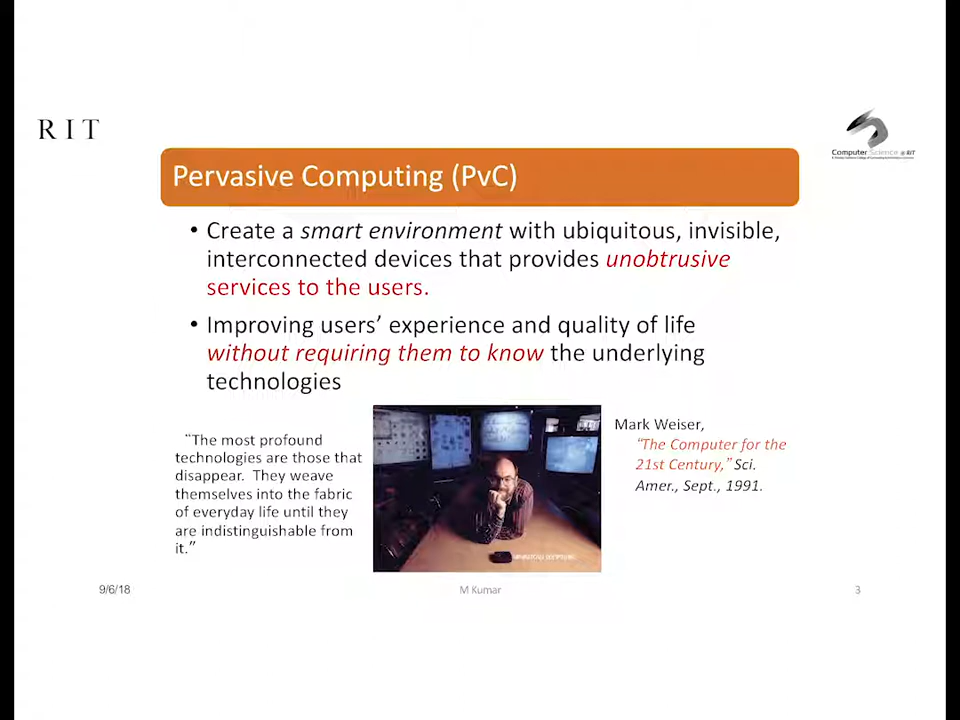 R I T
Computer Science @ RIT
Pervasive Computing (PvC)
• Create a smart environment with ubiquitous, invisible,
interconnected devices that provides unobtrusive
services to the users.
• Improving users’ experience and quality of life
without requiring them to know the underlying
technologies
“The most profound
technologies are those that
disappear. They weave
themselves into the fabric
of everyday life until they
are indistinguishable from
it.”
Mark Weiser,
“The Computer for the
21st Century,” Sci.
Amer., Sept., 1991.
9/6/18
M Kumar
3